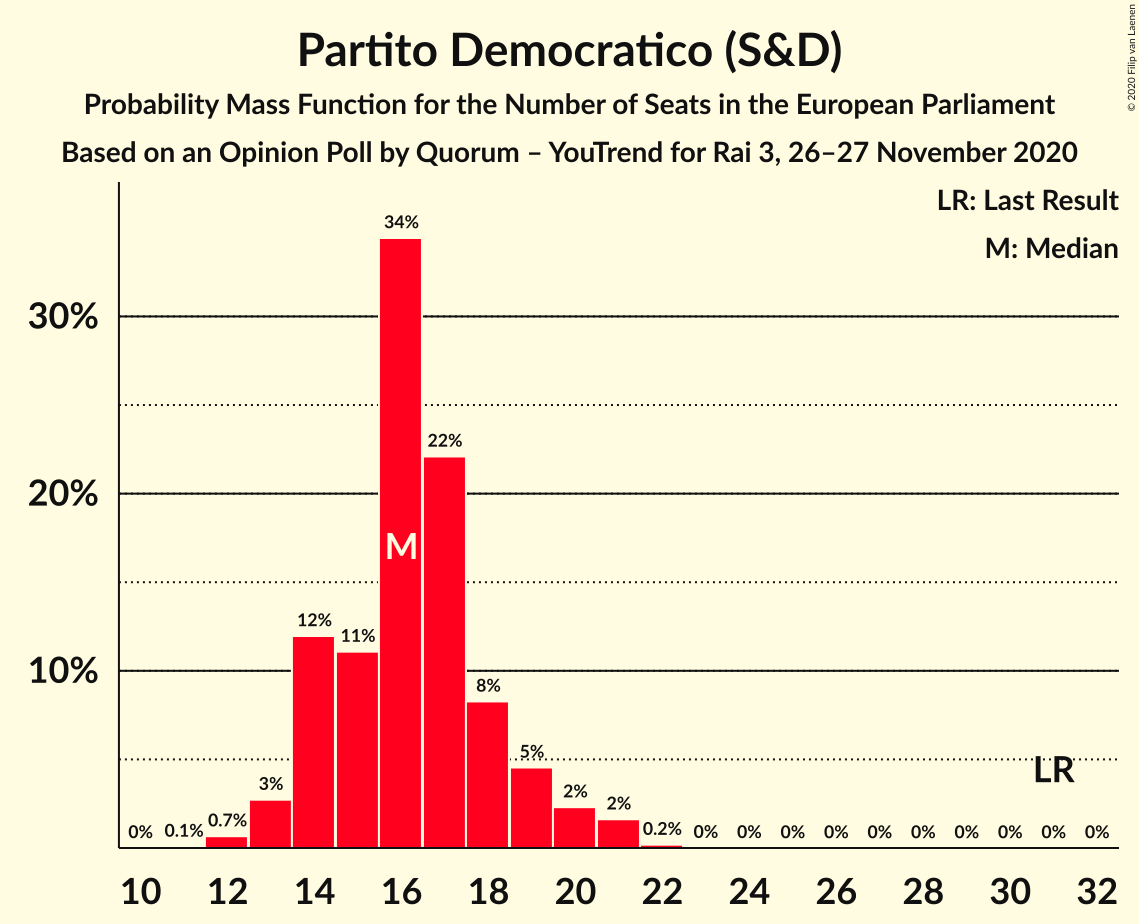 Partito Democratico (S&D)
Probability Mass Function for the Number of Seats in the European Parliament
Based on an Opinion Poll by Quorum – YouTrend for Rai 3, 26–27 November 2020
© 2020 Filip van Laenen
LR: Last Result
M: Median
30%
20%
10%
0%
0.1%
0.7%
3%
12%
11%
34%
22%
8%
5%
2%
2%
0.2%
0%
0%
0%
0%
0%
0%
0%
0%
0%
0%
M
LR
10 12 14 16 18 20 22 24 26 28 30 32